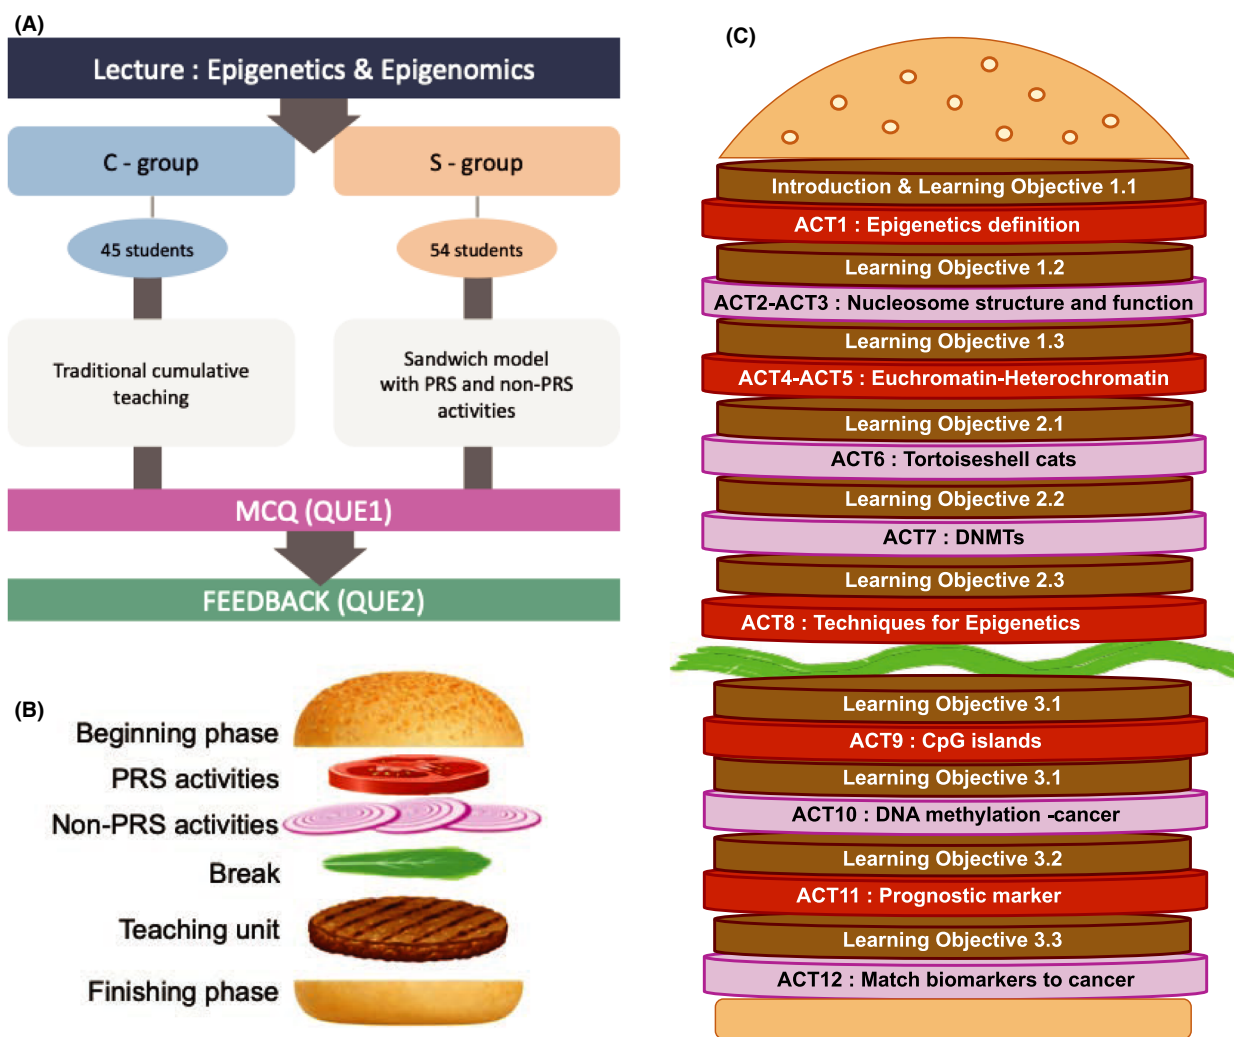 (A)
Lecture : Epigenetics & Epigenomics
C - group
S - group
45 students
54 students
Traditional cumulative
teaching
Sandwich model
with PRS and non-PRS
activities
MCQ (QUE1)
FEEDBACK (QUE2)
(B)
Beginning phase
PRS activities
Non-PRS activities
Break
Teaching unit
Finishing phase
(C)
Introduction & Learning Objective 1.1
ACT1 : Epigenetics definition
Learning Objective 1.2
ACT2-ACT3 : Nucleosome structure and function
Learning Objective 1.3
ACT4-ACT5 : Euchromatin-Heterochromatin
Learning Objective 2.1
ACT6 : Tortoiseshell cats
Learning Objective 2.2
ACT7 : DNMTs
Learning Objective 2.3
ACT8 : Techniques for Epigenetics
Learning Objective 3.1
ACT9 : CpG islands
Learning Objective 3.1
ACT10 : DNA methylation -cancer
Learning Objective 3.2
ACT11 : Prognostic marker
Learning Objective 3.3
ACT12 : Match biomarkers to cancer